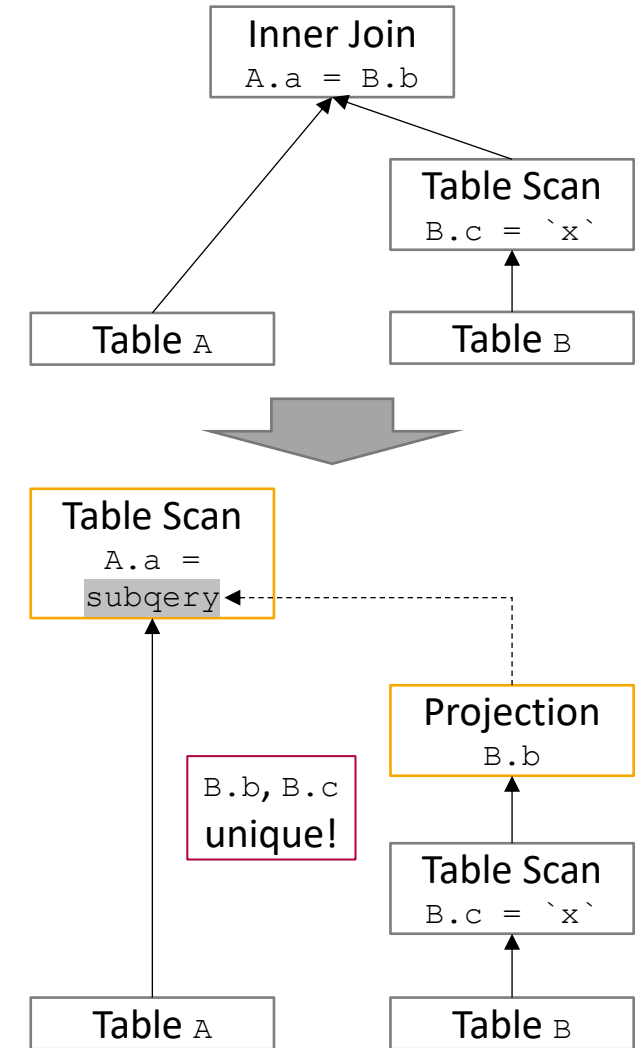 Inner Join
A.a = B.b
Table Scan
B.c = `x`
Table A
Table B
Table Scan
A.a =
subqery
Projection
B.b
B.b, B.c
unique!
Table Scan
B.c = `x`
Table A
Table B